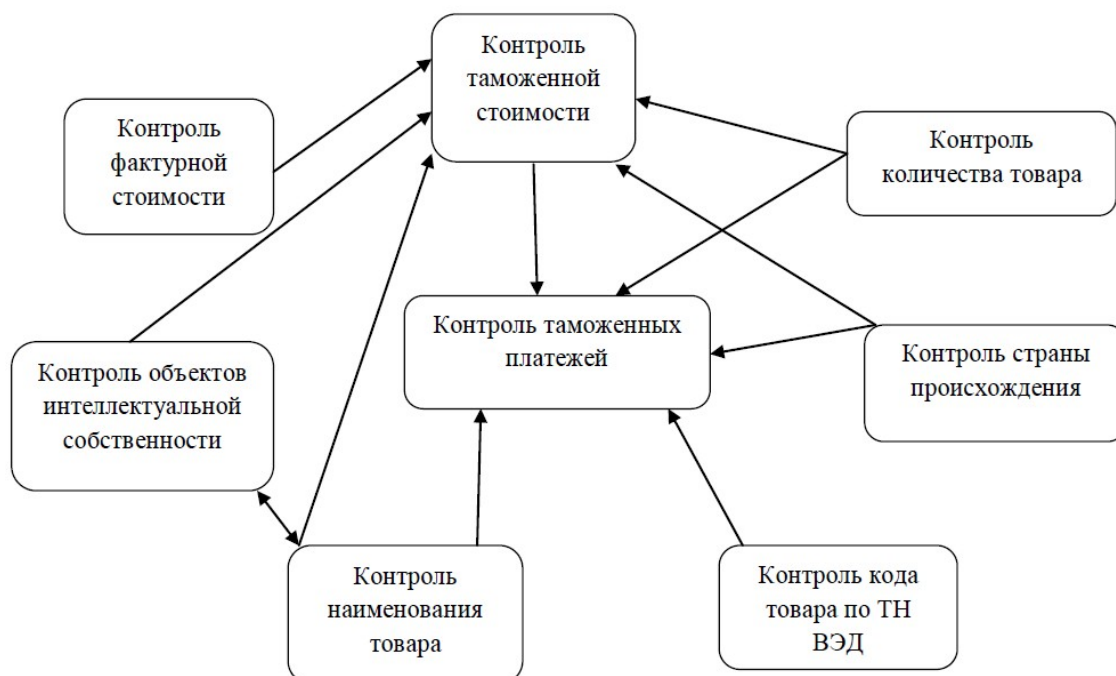 Контроль
таможенной
стоимости
Контроль
фактурной
стоимости
Контроль
количества товара
Контроль таможенных
платежей
Контроль объектов
интеллектуальной
собственности
Контроль страны
происхождения
Контроль
наименования
товара
Контроль кода
товара по ТН
ВЭД